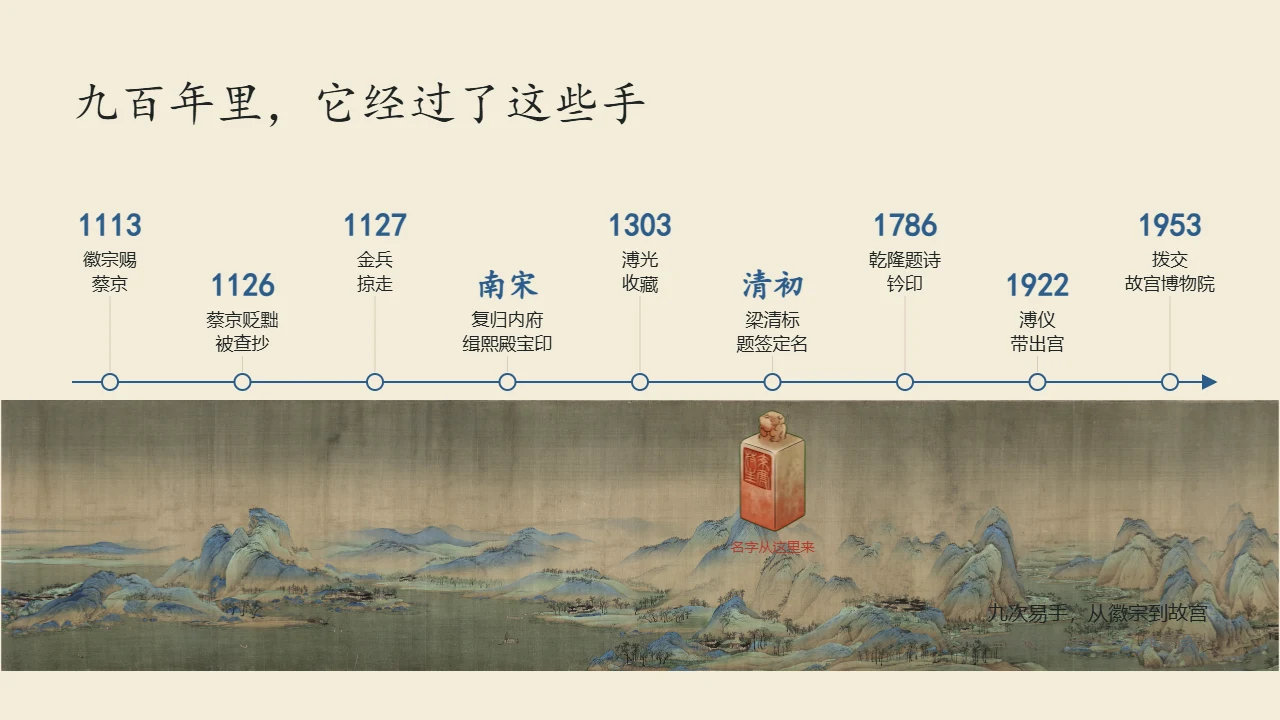 九百年里，它经过了这些手
1113
徽宗赐
蔡京
1126
蔡京贬黜
被查抄
1127
金兵
掠走
南宋
复归内府
缉熙殿宝印
1303
溥光
收藏
清初
梁清标
题签定名
1786
乾隆题诗
钤印
1922
溥仪
带出宫
1953
拨交
故宫博物院
名字从这里来
九次易手，从徽宗到故宫